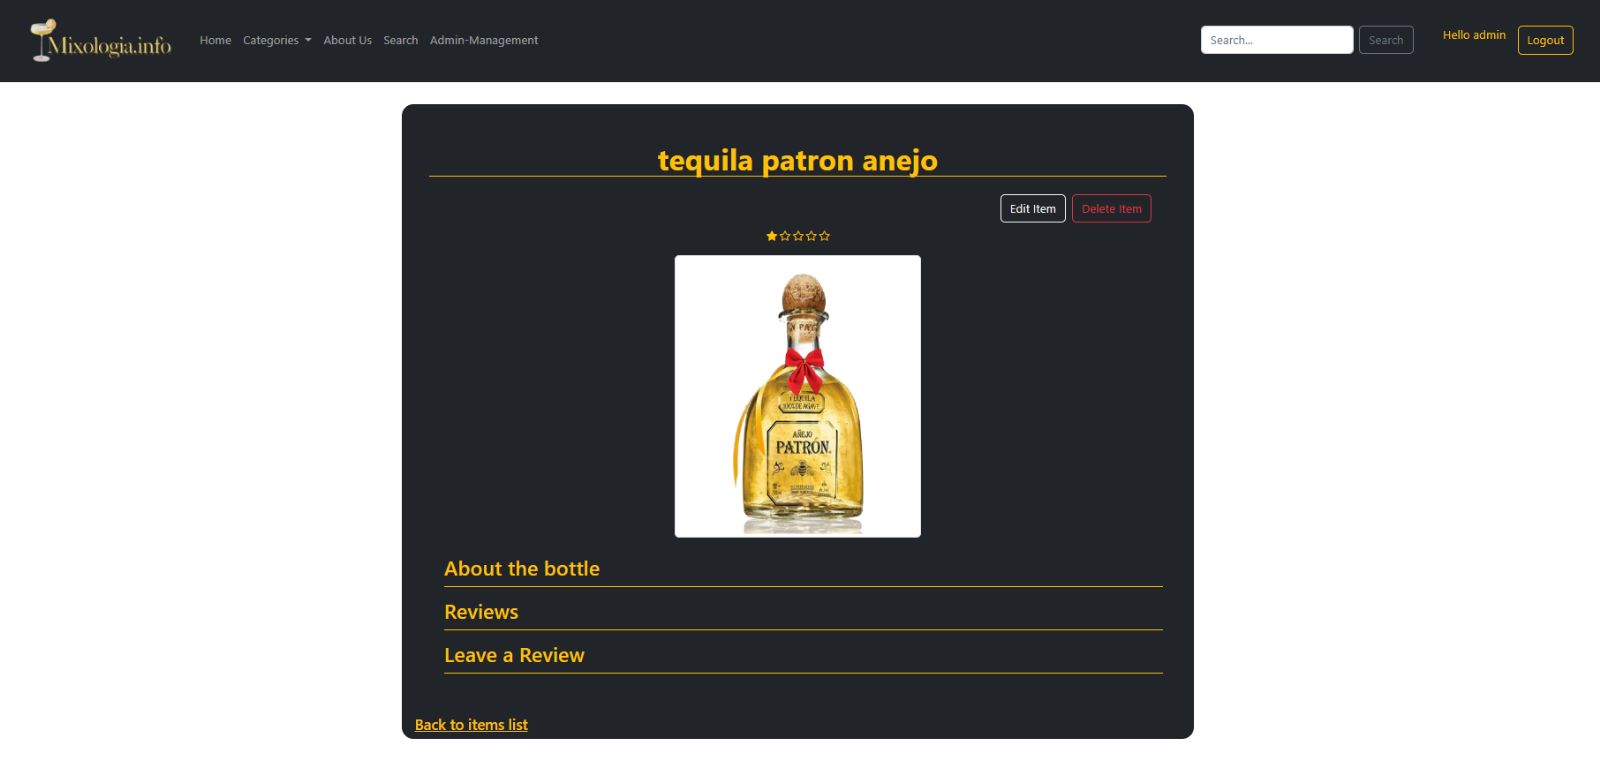 Mixologia.info
Home Categories About Us Search Admin-Management
Search... Search Hello admin Logout
tequila patron anejo
Edit Item Delete Item
TEQUILA
100% DE AGAVE
AÑEJO
PATRÓN.
About the bottle
Reviews
Leave a Review
Back to items list